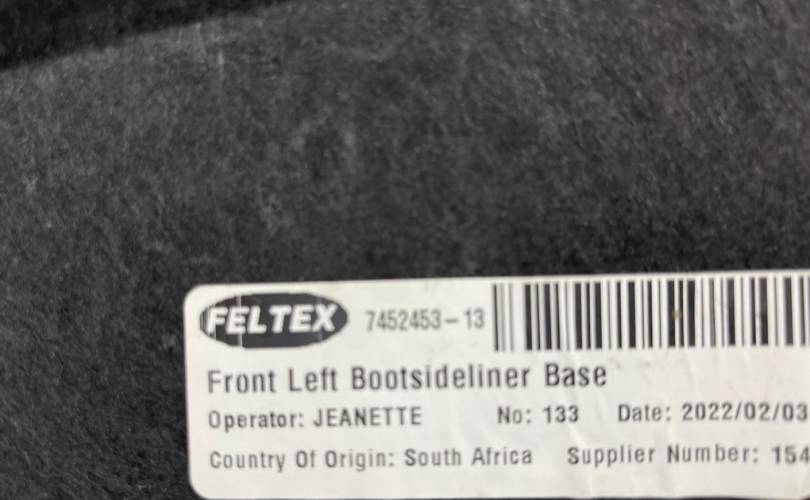 FELTEX 7452453-13
Front Left Bootsideliner Base
Operator: JEANETTE No: 133 Date: 2022/02/03
Country Of Origin: South Africa Supplier Number: 154